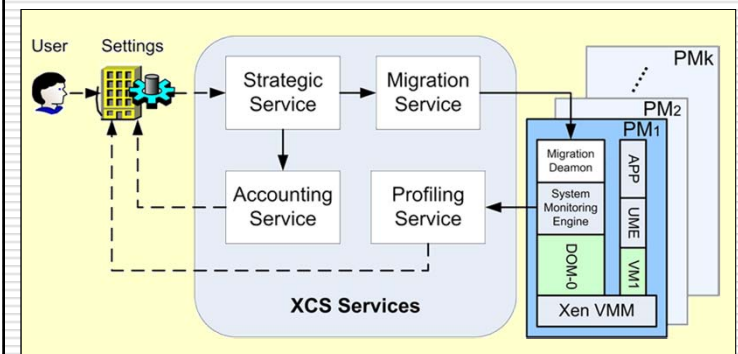 User
Settings
Strategic
Service
Migration
Service
Accounting
Service
Profiling
Service
XCS Services
PMk
PM2
PM1
Migration
Deamon
System
Monitoring
Engine
DOM-0
APP
UME
VM1
Xen VMM